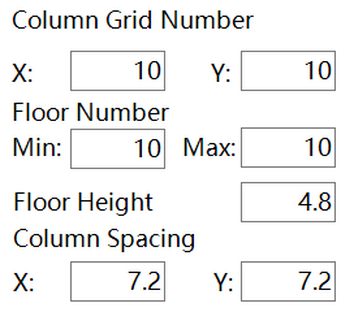 Column Grid Number
X: 10 Y: 10
Floor Number
Min: 10 Max: 10
Floor Height 4.8
Column Spacing
X: 7.2 Y: 7.2